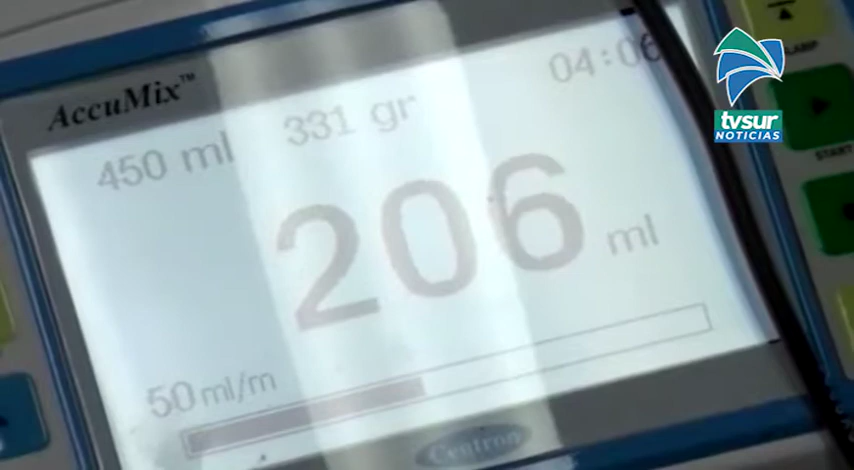 AccuMix™
450 ml
331 gr
04:06
206 ml
50 ml/m
Centron
START
tvsur
NOTICIAS